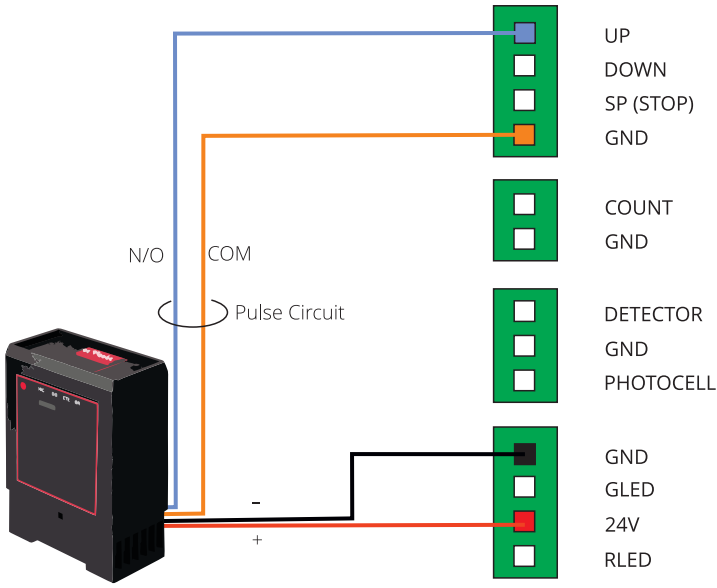 UP
DOWN
SP (STOP)
GND
COUNT
GND
N/O
COM
Pulse Circuit
DETECTOR
GND
PHOTOCELL
GND
GLED
-
24V
+
RLED